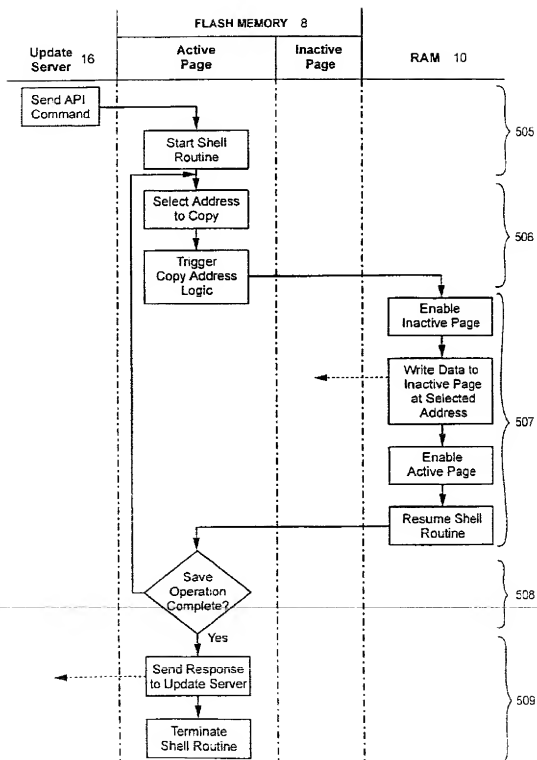 FLASH MEMORY 8
Update
Server 16
Active
Page
Inactive
Page
RAM 10
Send API
Command
Start Shell
Routine
505
Select Address
to Copy
Trigger
Copy Address
Logic
506
Enable
Inactive Page
Write Data to
Inactive Page
at Selected
Address
Enable
Active Page
Resume Shell
Routine
507
Save
Operation
Complete?
508
Yes
Send Response
to Update Server
Terminate
Shell Routine
509